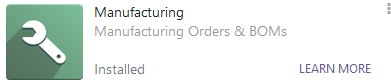 Manufacturing
Manufacturing Orders & BOMs
Installed
LEARN MORE